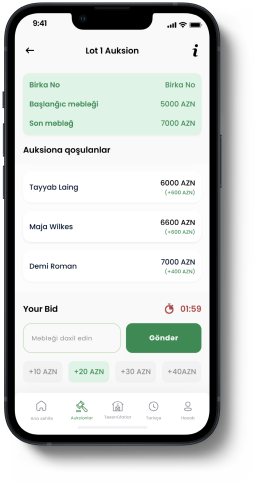 9:41
Lot 1 Auksion
Birka No Birka No
Başlanğıc məbləği 5000 AZN
Son məbləğ 7000 AZN
Auksiona qoşulanlar
Tayyab Laing 6000 AZN
(+500 AZN)
Maja Wilkes 6600 AZN
(+600 AZN)
Demi Roman 7000 AZN
(+400 AZN)
Your Bid 01:59
Məbləği daxil edin Göndər
+10 AZN +20 AZN +30 AZN +40AZN
Ana səhifə Auksionlar Təsərrüfatlar Tarixçə Hesab